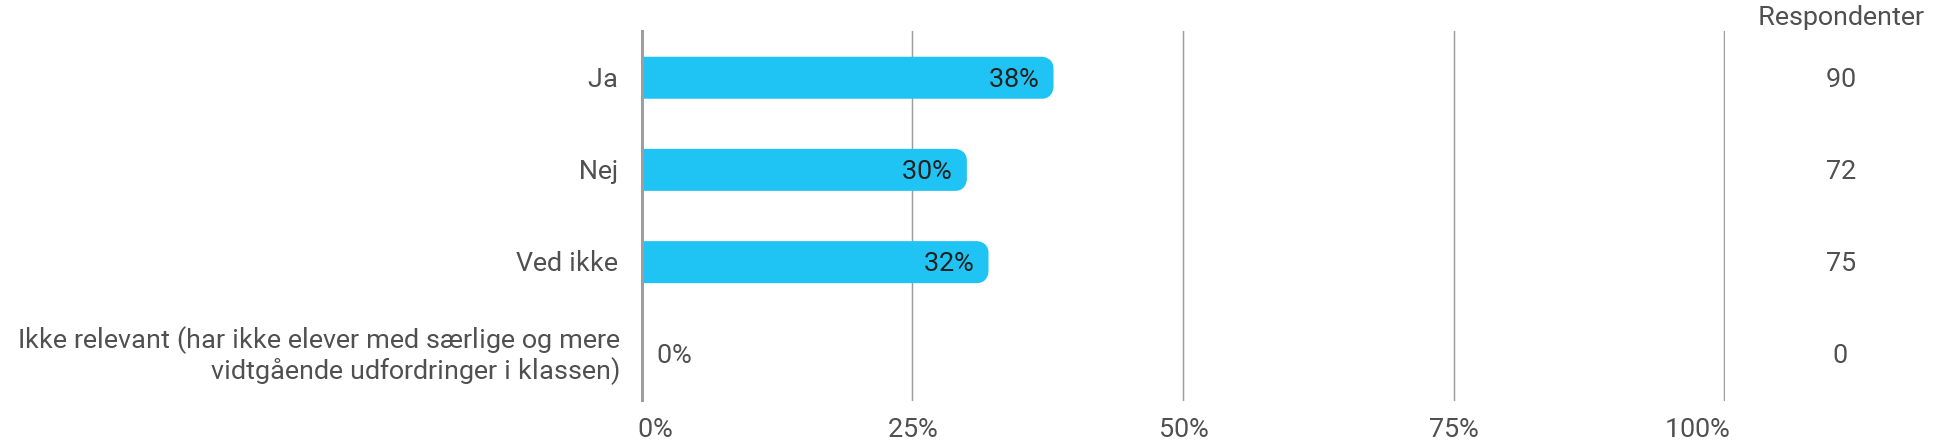 Respondenter
Ja 38% 90
Nej 30% 72
Ved ikke 32% 75
Ikke relevant (har ikke elever med særlige og mere
vidtgående udfordringer i klassen) 0% 0
0% 25% 50% 75% 100%